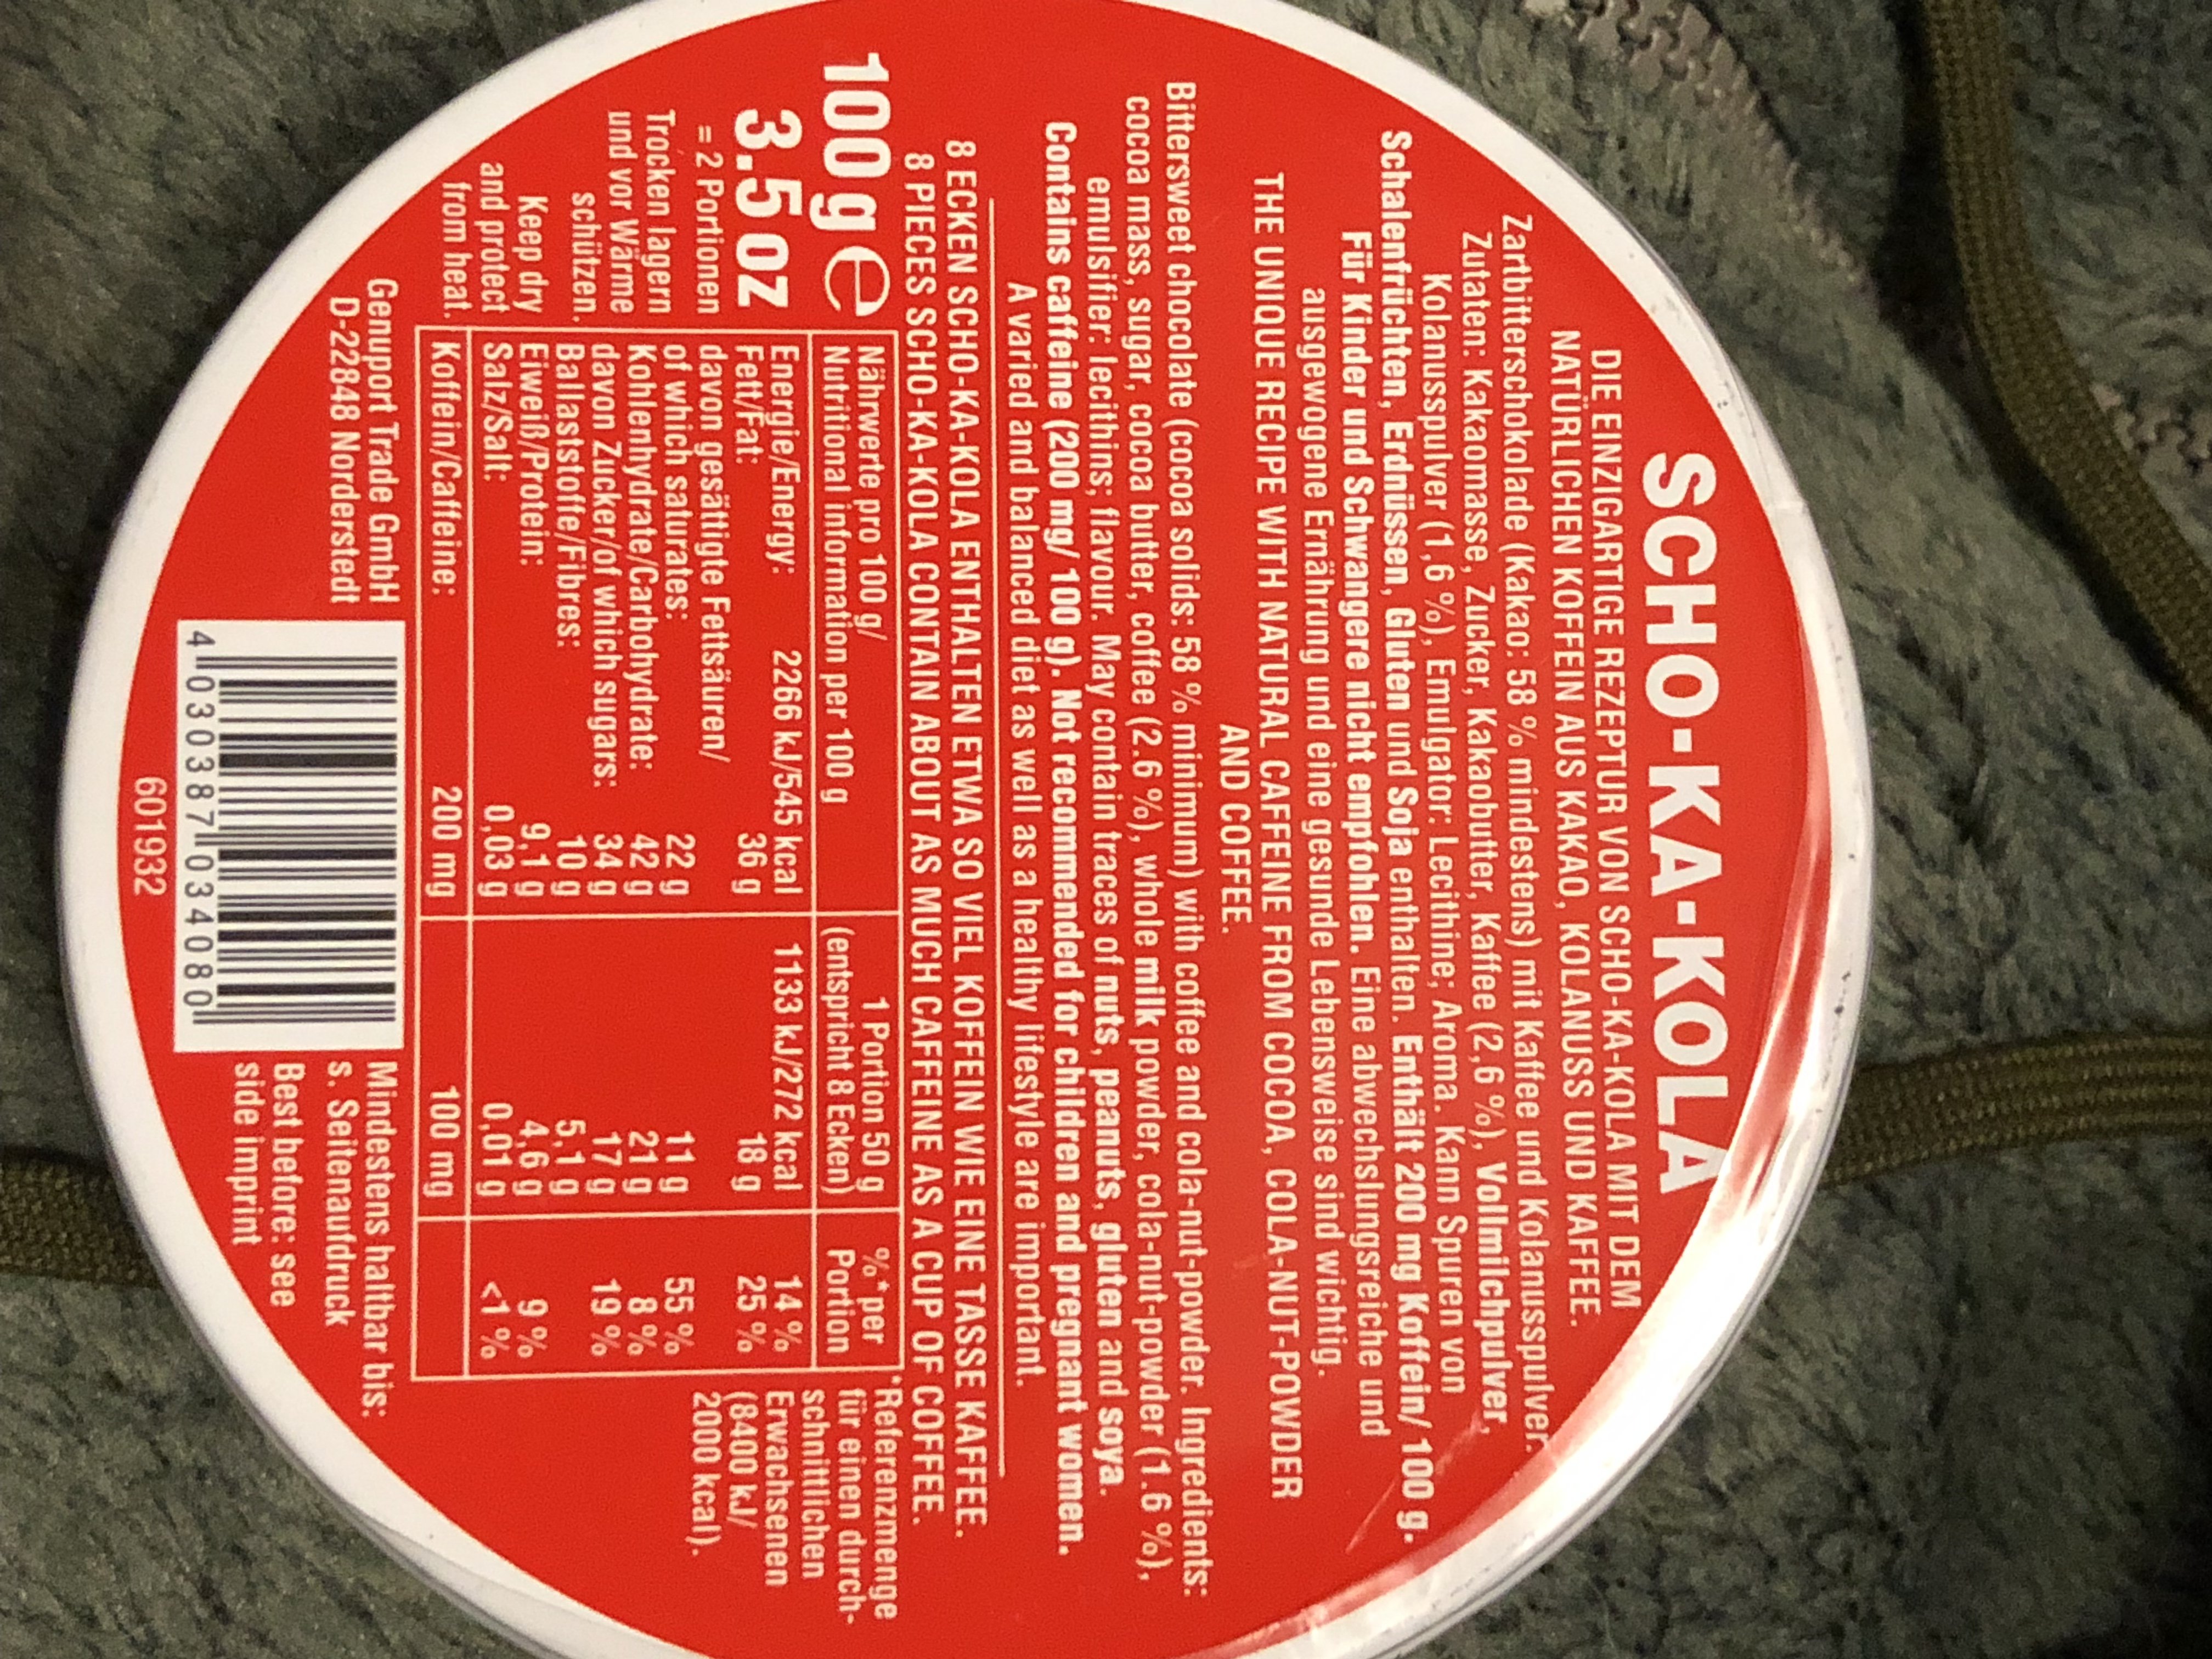 SCHO-KA-KOLA
DIE EINZIGARTIGE REZEPTUR VON SCHO-KA-KOLA MIT DEM
NATÜRLICHEN KOFFEIN AUS KAKAO, KOLANUSS UND KAFFEE.
Zartbitterschokolade (Kakao: 58 % mindestens) mit Kaffee und Kolanusspulver.
Zutaten: Kakaomasse, Zucker, Kakaobutter, Kaffee (2,6 %), Vollmilchpulver,
Kolanusspulver (1,6 %), Emulgator: Lecithine; Aroma. Kann Spuren von
Schalenfrüchten, Erdnüssen, Gluten und Soja enthalten. Enthält 200 mg Koffein/ 100 g.
Für Kinder und Schwangere nicht empfohlen. Eine abwechslungsreiche und
ausgewogene Ernährung und eine gesunde Lebensweise sind wichtig.
THE UNIQUE RECIPE WITH NATURAL CAFFEINE FROM COCOA, COLA-NUT-POWDER
AND COFFEE.
Bittersweet chocolate (cocoa solids: 58 % minimum) with coffee and cola-nut-powder. Ingredients:
cocoa mass, sugar, cocoa butter, coffee (2.6 %), whole milk powder, cola-nut-powder (1.6 %),
emulsifier: lecithins; flavour. May contain traces of nuts, peanuts, gluten and soya.
Contains caffeine (200 mg/ 100 g). Not recommended for children and pregnant women.
A varied and balanced diet as well as a healthy lifestyle are important.
8 ECKEN SCHO-KA-KOLA ENTHALTEN ETWA SO VIEL KOFFEIN WIE EINE TASSE KAFFEE.
8 PIECES SCHO-KA-KOLA CONTAIN ABOUT AS MUCH CAFFEINE AS A CUP OF COFFEE.
100 g e
3.5 oz
= 2 Portionen
Trocken lagern
und vor Wärme
schützen.
Keep dry
and protect
from heat.
Nährwerte pro 100 g/ 1 Portion 50 g %* per
Nutritional information per 100 g (entspricht 8 Ecken) Portion
Energie/Energy: 2266 kJ/545 kcal 1133 kJ/272 kcal 14 %
Fett/Fat: 36 g 18 g 25 %
davon gesättigte Fettsäuren/
of which saturates: 22 g 11 g 55 %
Kohlenhydrate/Carbohydrate: 42 g 21 g 8 %
davon Zucker/of which sugars: 34 g 17 g 19 %
Ballaststoffe/Fibres: 10 g 5,1 g
Eiweiß/Protein: 9,1 g 4,6 g 9 %
Salz/Salt: 0,03 g 0,01 g <1 %
Koffein/Caffeine: 200 mg 100 mg
*Referenzmenge
für einen durch-
schnittlichen
Erwachsenen
(8400 kJ/
2000 kcal).
Genuport Trade GmbH
D-22848 Norderstedt
4 030387 034080
601932
Mindestens haltbar bis:
s. Seitenaufdruck
Best before: see
side imprint